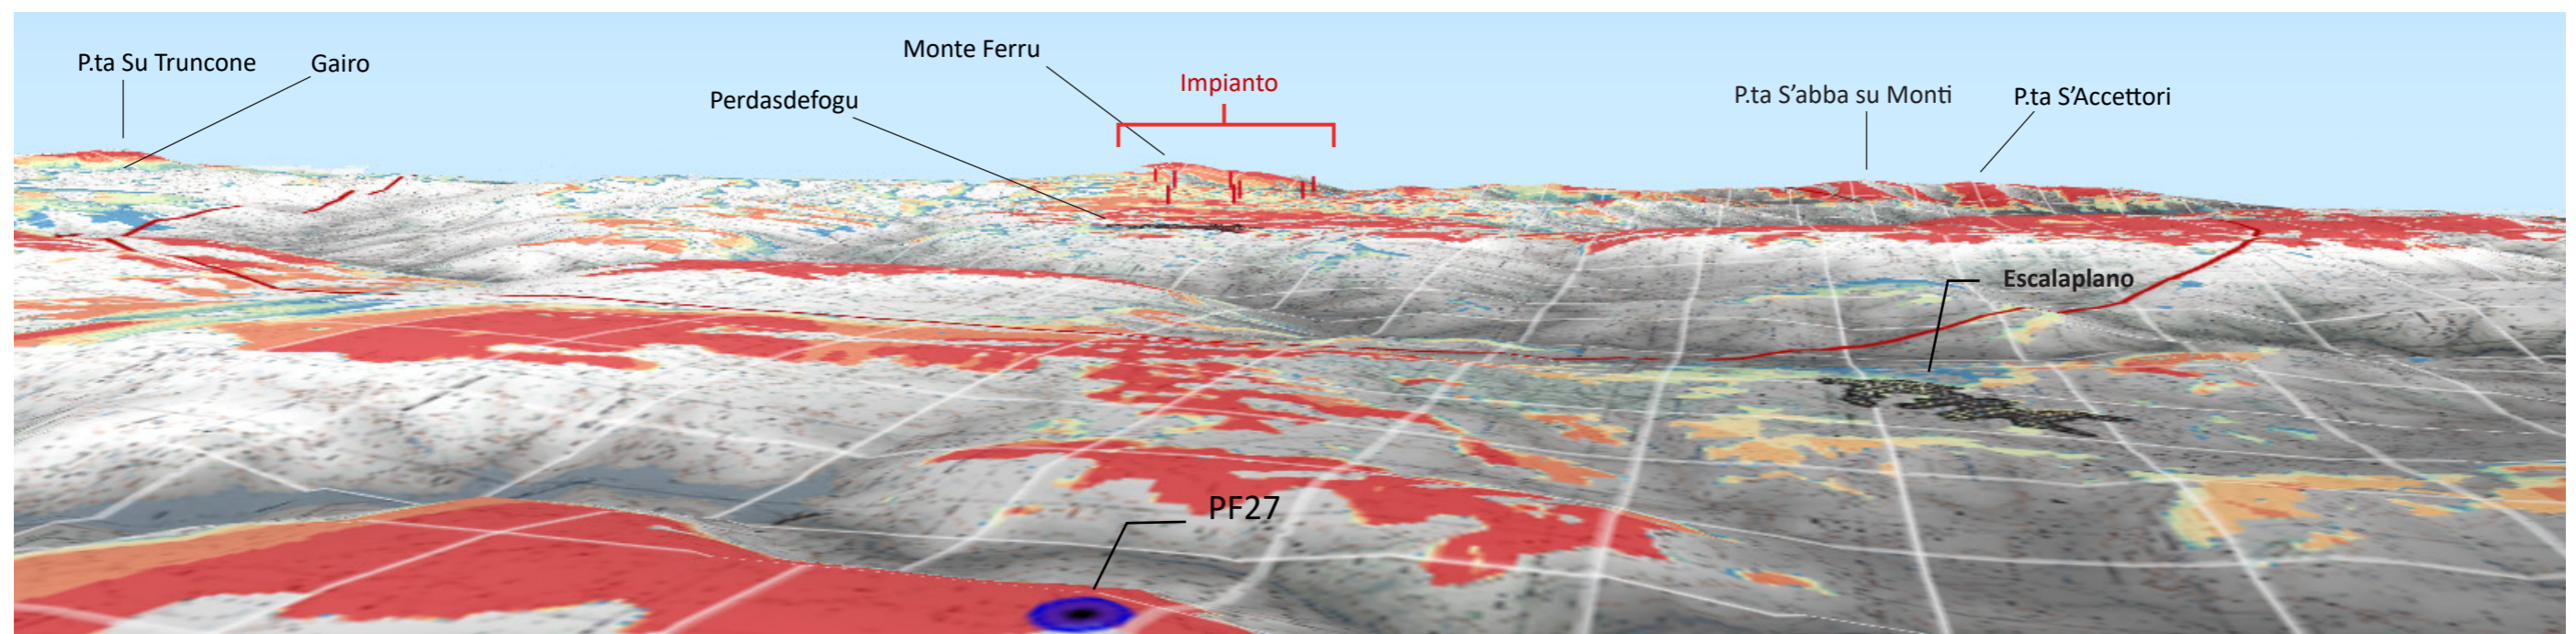 P.ta Su Truncone
Gairo
Perdasdefogu
Monte Ferru
Impianto
P.ta S'abba su Monti
P.ta S'Accettori
Escalaplano
PF27